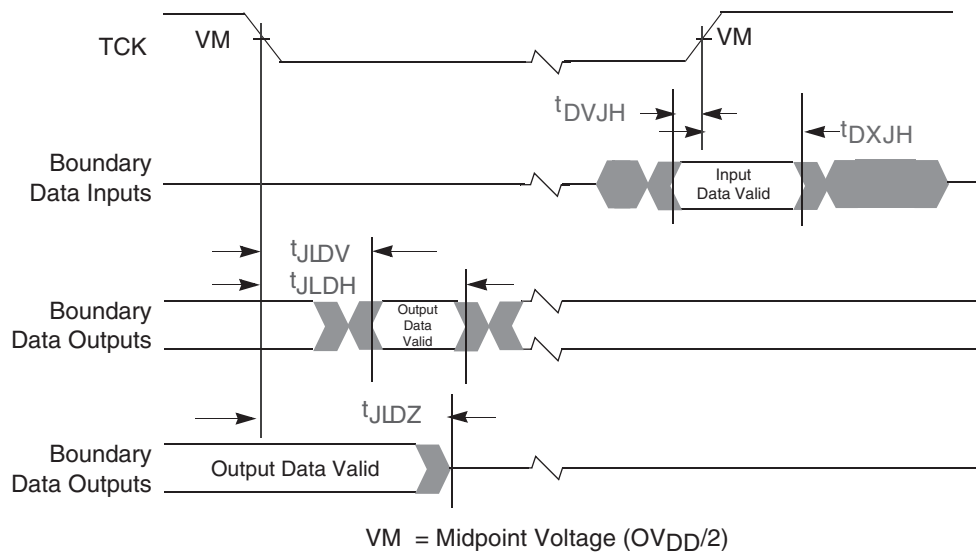 TCK
VM
VM
tDVJH
tDXJH
Boundary
Data Inputs
Input
Data Valid
tJLDV
tJLDH
Boundary
Data Outputs
Output
Data
Valid
tJLDZ
Boundary
Data Outputs
Output Data Valid
VM = Midpoint Voltage (OVDD/2)